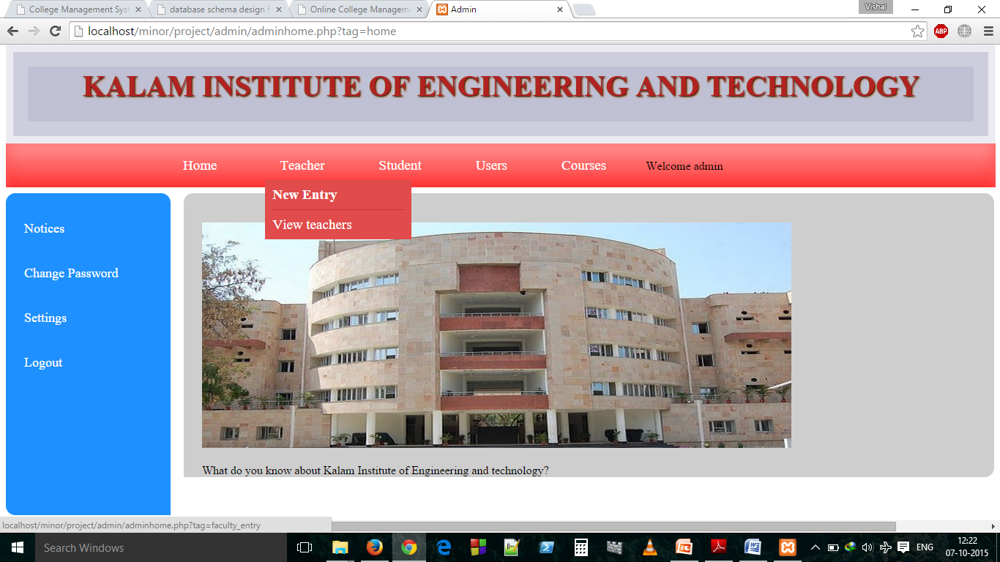 College Management Sys
database schema design f
Online College Managem
Admin
Vishal
localhost/minor/project/admin/adminhome.php?tag=home
ABP
KALAM INSTITUTE OF ENGINEERING AND TECHNOLOGY
Home Teacher Student Users Courses Welcome admin
New Entry
View teachers
Notices
Change Password
Settings
Logout
What do you know about Kalam Institute of Engineering and technology?
localhost/minor/project/admin/adminhome.php?tag=faculty_entry
Search Windows
ENG
12:22
07-10-2015